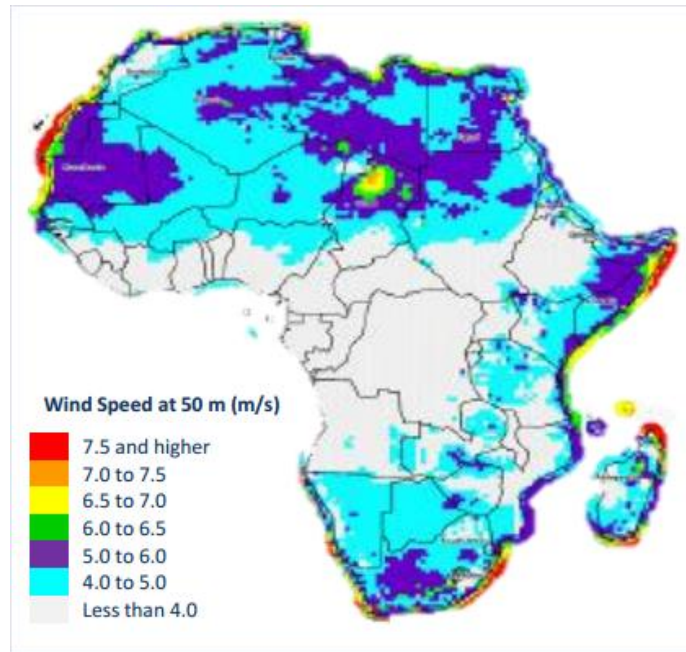 Wind Speed at 50 m (m/s)
7.5 and higher
7.0 to 7.5
6.5 to 7.0
6.0 to 6.5
5.0 to 6.0
4.0 to 5.0
Less than 4.0